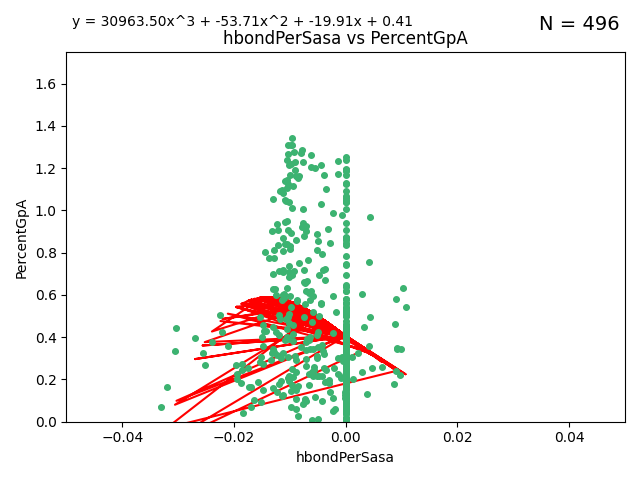 y = 30963.50x^3 + -53.71x^2 + -19.91x + 0.41
N = 496
hbondPerSasa vs PercentGpA
1.6
1.4
1.2
1.0
0.8
0.6
0.4
0.2
0.0
PercentGpA
−0.04 −0.02 0.00 0.02 0.04
hbondPerSasa